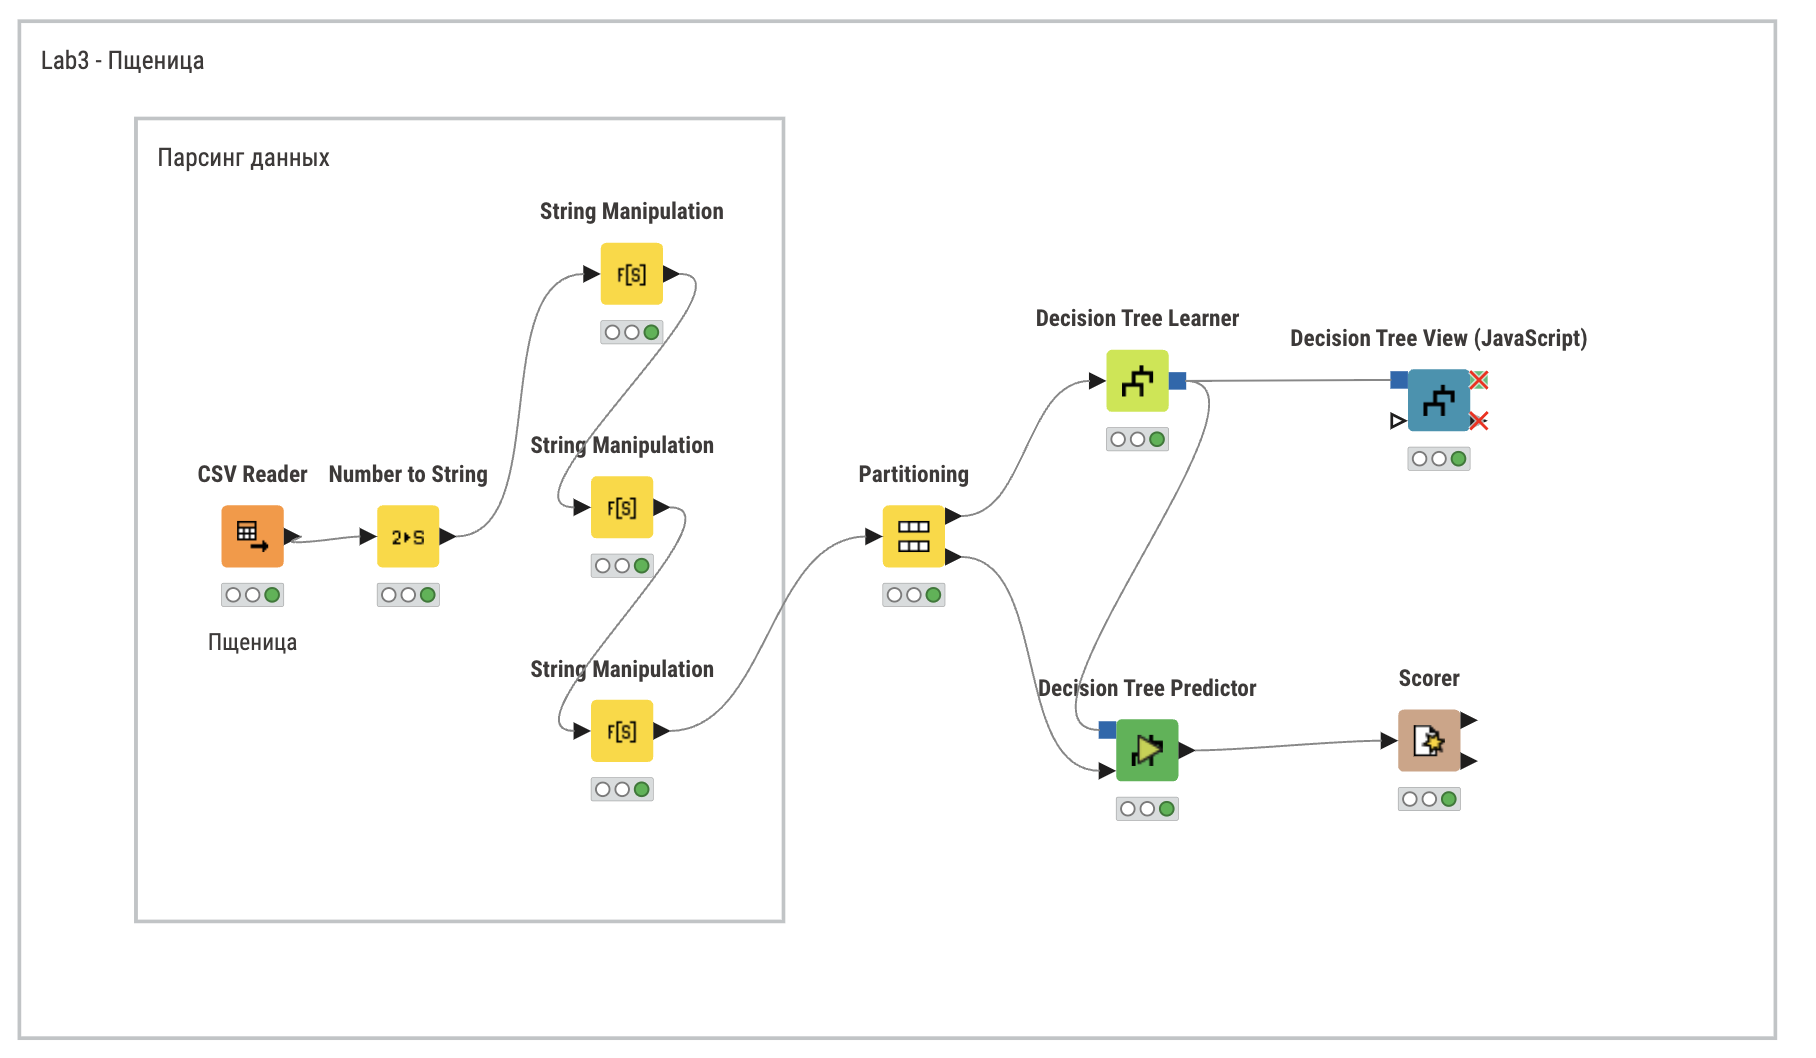 Lab3 - Пщеница
Парсинг данных
String Manipulation
F[S]
String Manipulation
F[S]
CSV Reader
Number to String
2▸S
Пщеница
String Manipulation
F[S]
Partitioning
Decision Tree Learner
Decision Tree View (JavaScript)
Decision Tree Predictor
Scorer